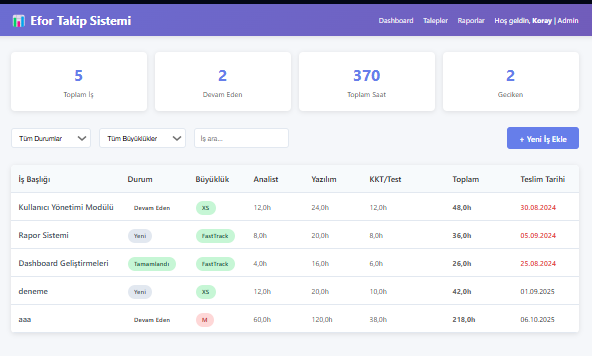 Efor Takip Sistemi
Dashboard Talepler Raporlar Hoş geldin, Koray | Admin
5 2 370 2
Toplam İş Devam Eden Toplam Saat Geciken
Tüm Durumlar Tüm Büyüklükler İş ara... + Yeni İş Ekle
İş Başlığı Durum Büyüklük Analist Yazılım KKT/Test Toplam Teslim Tarihi
Kullanıcı Yönetimi Modülü Devam Eden XS 12,0h 24,0h 12,0h 48,0h 30.08.2024
Rapor Sistemi Yeni FastTrack 8,0h 20,0h 8,0h 36,0h 05.09.2024
Dashboard Geliştirmeleri Tamamlandı FastTrack 4,0h 16,0h 6,0h 26,0h 25.08.2024
deneme Yeni XS 12,0h 20,0h 10,0h 42,0h 01.09.2025
aaa Devam Eden M 60,0h 120,0h 38,0h 218,0h 06.10.2025